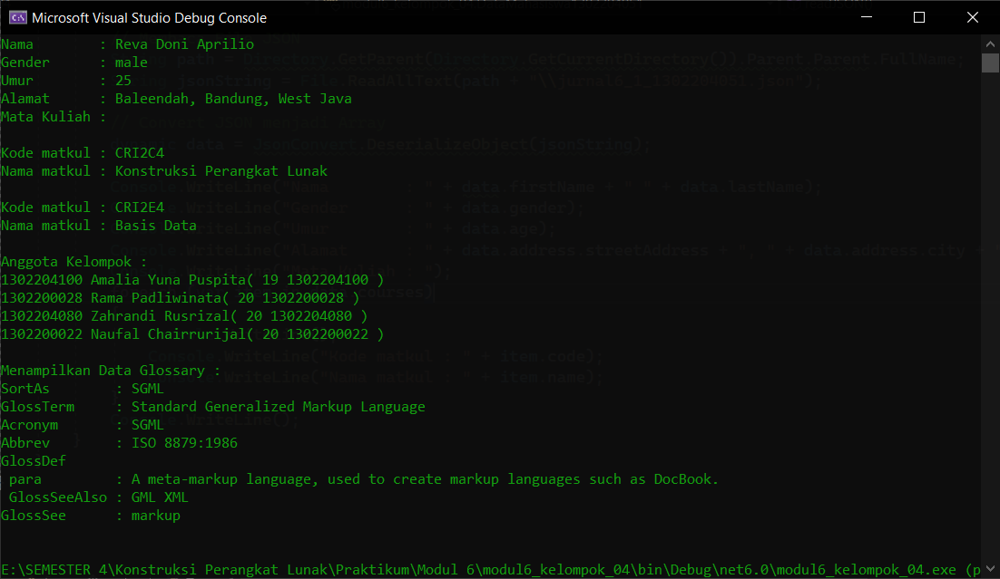 Microsoft Visual Studio Debug Console
Nama        : Reva Doni Aprilio
Gender      : male
Umur        : 25
Alamat      : Baleendah, Bandung, West Java
Mata Kuliah :
Kode matkul : CRI2C4
Nama matkul : Konstruksi Perangkat Lunak
Kode matkul : CRI2E4
Nama matkul : Basis Data
Anggota Kelompok :
1302204100 Amalia Yuna Puspita( 19 1302204100 )
1302200028 Rama Padliwinata( 20 1302200028 )
1302204080 Zahrandi Rusrizal( 20 1302204080 )
1302200022 Naufal Chairrurijal( 20 1302200022 )
Menampilkan Data Glossary :
SortAs        : SGML
GlossTerm     : Standard Generalized Markup Language
Acronym       : SGML
Abbrev        : ISO 8879:1986
GlossDef
 para         : A meta-markup language, used to create markup languages such as DocBook.
 GlossSeeAlso : GML XML
GlossSee      : markup
E:\SEMESTER 4\Konstruksi Perangkat Lunak\Praktikum\Modul 6\modul6_kelompok_04\bin\Debug\net6.0\modul6_kelompok_04.exe (p